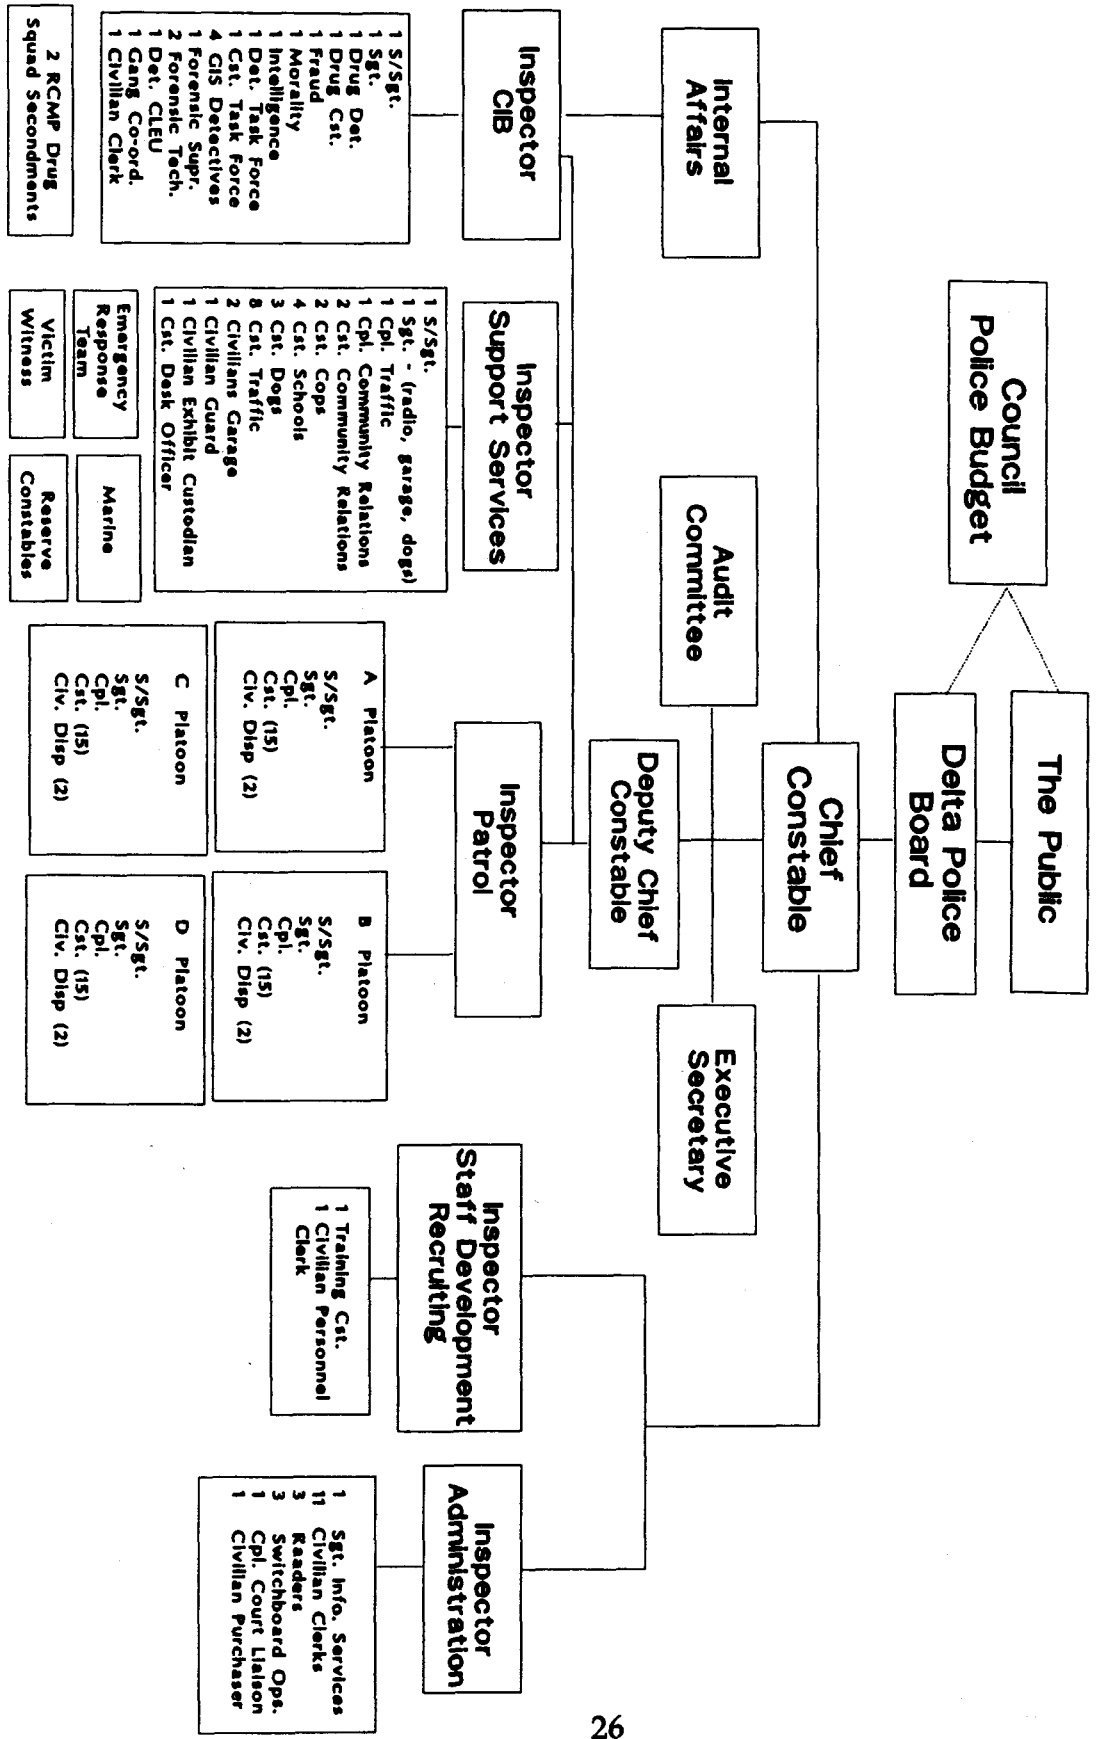 The Public
Council
Police Budget
Delta Police
Board
Chief
Constable
Internal
Affairs
Audit
Committee
Executive
Secretary
Deputy Chief
Constable
Inspector
CIB
1 S/Sgt.
1 Sgt.
1 Drug Det.
1 Drug Cst.
1 Fraud
1 Morality
1 Intelligence
1 Det. Task Force
1 Cst. Task Force
4 GIS Detectives
1 Forensic Supr.
2 Forensic Tech.
1 Det. CLEU
1 Gang Co-ord.
1 Civilian Clerk
2 RCMP Drug
Squad Secondments
Inspector
Support Services
1 S/Sgt.
1 Sgt. - (radio, garage, dogs)
1 Cpl. Traffic
1 Cpl. Community Relations
2 Cst. Community Relations
2 Cst. Cops
4 Cst. Schools
3 Cst. Dogs
8 Cst. Traffic
2 Civilians Garage
1 Civilian Guard
1 Civilian Exhibit Custodian
1 Cst. Desk Officer
Emergency
Response
Team
Marine
Victim
Witness
Reserve
Constables
Inspector
Patrol
A Platoon
S/Sgt.
Sgt.
Cpl.
Cst. (15)
Civ. Disp (2)
B Platoon
S/Sgt.
Sgt.
Cpl.
Cst. (15)
Civ. Disp (2)
C Platoon
S/Sgt.
Sgt.
Cpl.
Cst. (15)
Civ. Disp (2)
D Platoon
S/Sgt.
Sgt.
Cpl.
Cst. (15)
Civ. Disp (2)
Inspector
Staff Development
Recruiting
1 Training Cst.
1 Civilian Personnel
Clerk
Inspector
Administration
1 Sgt. Info. Services
11 Civilian Clerks
3 Raaders
3 Switchboard Ops.
1 Cpl. Court Liaison
1 Civilian Purchaser
26